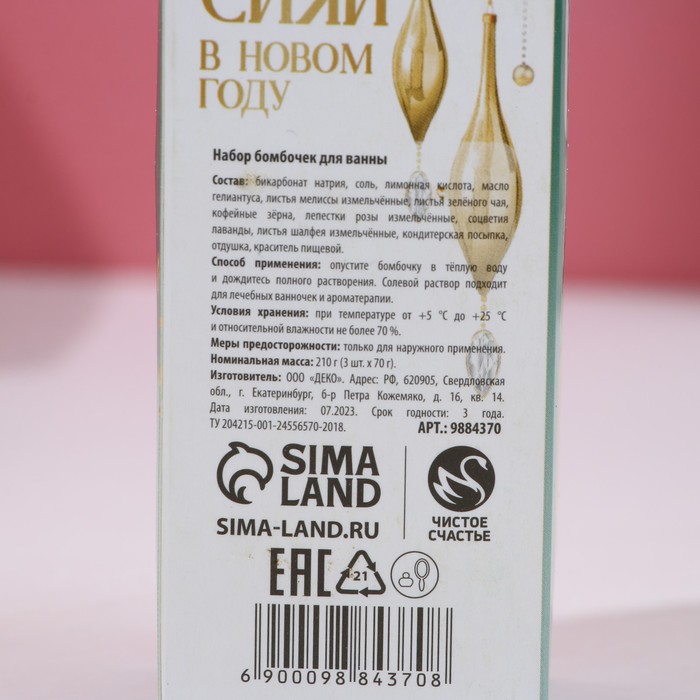 СИЯЙ
В НОВОМ
ГОДУ
Набор бомбочек для ванны
Состав: бикарбонат натрия, соль, лимонная кислота, масло
гелиантуса, листья мелиссы измельчённые, листья зелёного чая,
кофейные зёрна, лепестки розы измельчённые, соцветия
лаванды, листья шалфея измельчённые, кондитерская посыпка,
отдушка, краситель пищевой.
Способ применения: опустите бомбочку в тёплую воду
и дождитесь полного растворения. Солевой раствор подходит
для лечебных ванночек и ароматерапии.
Условия хранения: при температуре от +5 °С до +25 °С
и относительной влажности не более 70 %.
Меры предосторожности: только для наружного применения.
Номинальная масса: 210 г (3 шт. х 70 г).
Изготовитель: ООО «ДЕКО». Адрес: РФ, 620905, Свердловская
обл., г. Екатеринбург, б-р Петра Кожемяко, д. 16, кв. 14.
Дата изготовления: 07.2023. Срок годности: 3 года.
ТУ 204215-001-24556570-2018. АРТ.: 9884370
SIMA
LAND
SIMA-LAND.RU
ЧИСТОЕ
СЧАСТЬЕ
EAC 21
6 900098 843708